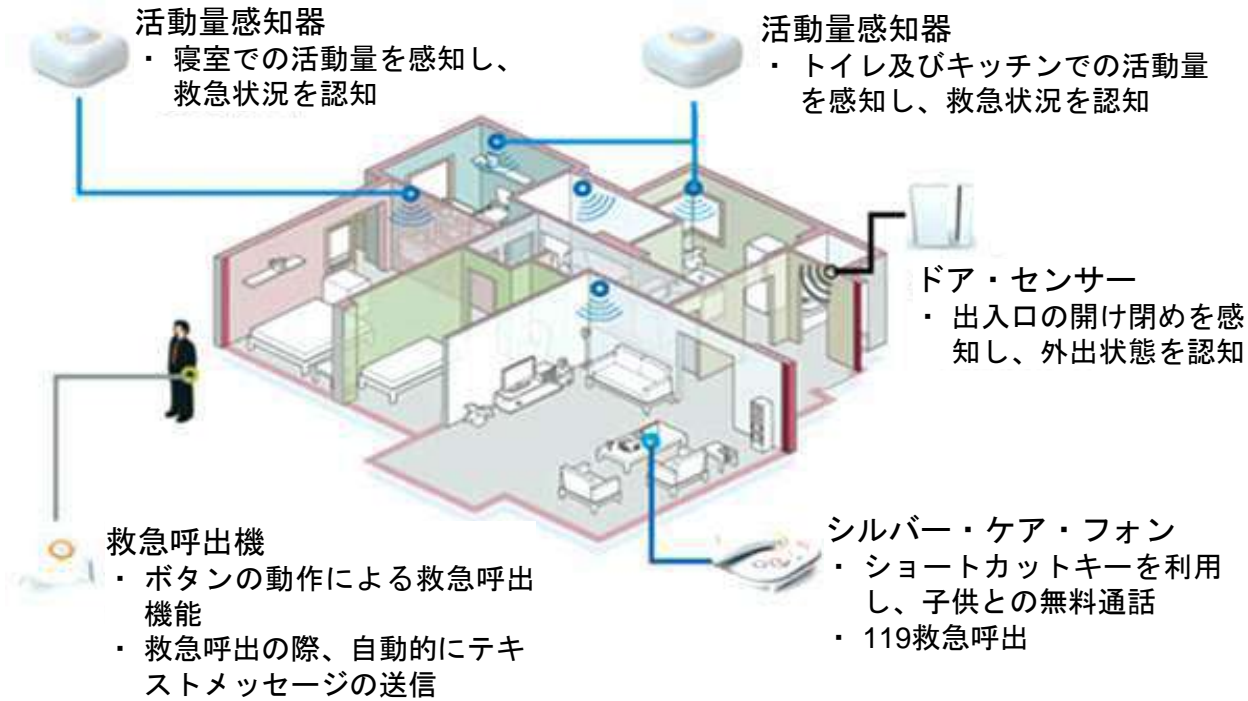 活動量感知器
・ 寝室での活動量を感知し、
救急状況を認知
活動量感知器
・ トイレ及びキッチンでの活動量
を感知し、救急状況を認知
ドア・センサー
・ 出入口の開け閉めを感
知し、外出状態を認知
救急呼出機
・ ボタンの動作による救急呼出
機能
・ 救急呼出の際、自動的にテキ
ストメッセージの送信
シルバー・ケア・フォン
・ ショートカットキーを利用
し、子供との無料通話
・ 119救急呼出